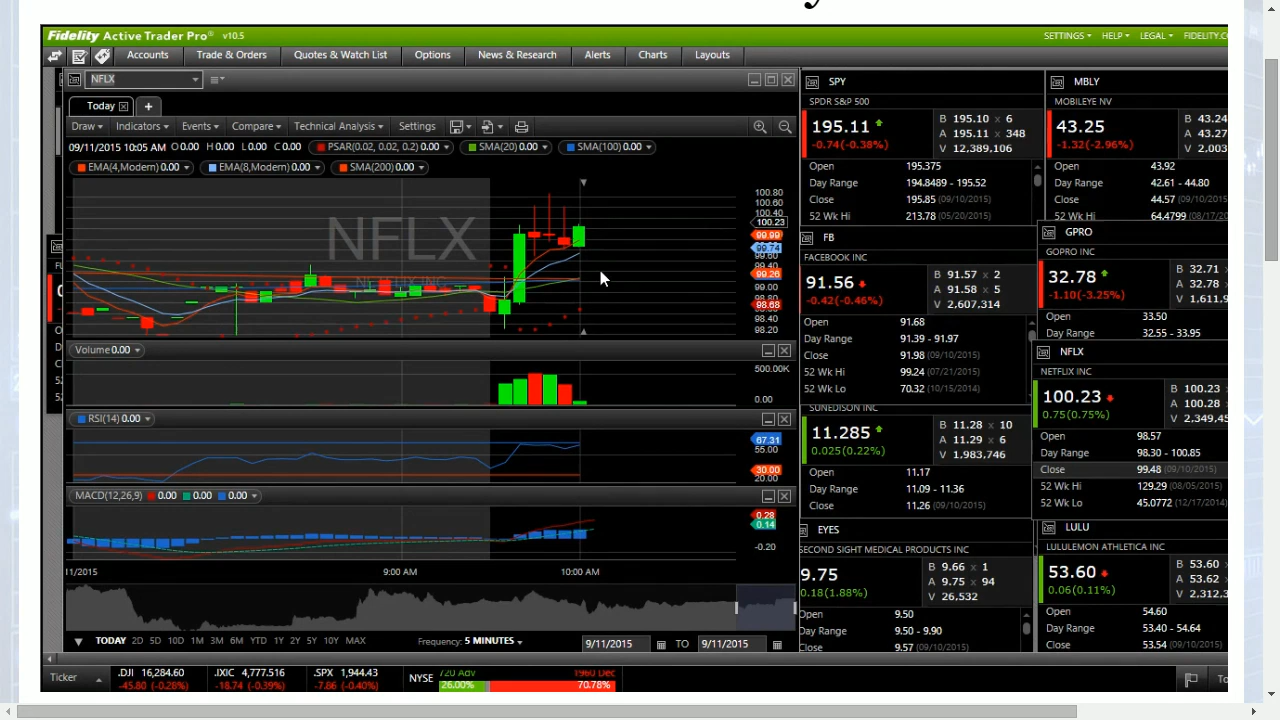 y
Fidelity Active Trader Pro® v10.5 SETTINGS HELP LEGAL FIDELITY.C
Accounts Trade & Orders Quotes & Watch List Options News & Research Alerts Charts Layouts
NFLX
Today +
Draw Indicators Events Compare Technical Analysis Settings
09/11/2015 10:05 AM O 0.00 H 0.00 L 0.00 C 0.00 PSAR(0.02, 0.02, 0.2) 0.00 SMA(20) 0.00 SMA(100) 0.00
EMA(4,Modern) 0.00 EMA(8,Modern) 0.00 SMA(200) 0.00
NFLX
NETFLIX INC
100.80
100.60
100.40
100.23
99.99
99.74
99.60
99.40
99.26
99.00
98.80
98.68
98.40
98.20
Volume 0.00
500.00K
0.00
RSI(14) 0.00
67.31
55.00
30.00
20.00
MACD(12,26,9) 0.00 0.00 0.00
0.28
0.14
-0.20
11/2015 9:00 AM 10:00 AM
TODAY 2D 5D 10D 1M 3M 6M YTD 1Y 2Y 5Y 10Y MAX Frequency: 5 MINUTES 9/11/2015 TO 9/11/2015
SPY
SPDR S&P 500
195.11
-0.74(-0.38%)
B 195.10 x 6
A 195.11 x 348
V 12,389,106
Open 195.375
Day Range 194.8489 - 195.52
Close 195.85 (09/10/2015)
52 Wk Hi 213.78 (05/20/2015)
FB
FACEBOOK INC
91.56
-0.42(-0.46%)
B 91.57 x 2
A 91.58 x 5
V 2,607,314
Open 91.68
Day Range 91.39 - 91.97
Close 91.98 (09/10/2015)
52 Wk Hi 99.24 (07/21/2015)
52 Wk Lo 70.32 (10/15/2014)
SUNEDISON INC
11.285
0.025(0.22%)
B 11.28 x 10
A 11.29 x 6
V 1,983,746
Open 11.17
Day Range 11.09 - 11.36
Close 11.26 (09/10/2015)
EYES
SECOND SIGHT MEDICAL PRODUCTS INC
9.75
0.18(1.88%)
B 9.66 x 1
A 9.75 x 94
V 26,532
Open 9.50
Day Range 9.50 - 9.90
Close 9.57 (09/10/2015)
MBLY
MOBILEYE NV
43.25
-1.32(-2.96%)
B 43.24
A 43.27
V 2,003
Open 43.92
Day Range 42.61 - 44.80
Close 44.57 (09/10/2015)
52 Wk Hi 64.4799 (08/17/20
GPRO
GOPRO INC
32.78
-1.10(-3.25%)
B 32.71
A 32.78
V 1,611,9
Open 33.50
Day Range 32.55 - 33.95
NFLX
NETFLIX INC
100.23
0.75(0.75%)
B 100.23
A 100.28
V 2,349,45
Open 98.57
Day Range 98.30 - 100.85
Close 99.48 (09/10/2015)
52 Wk Hi 129.29 (08/05/2015)
52 Wk Lo 45.0772 (12/17/2014)
LULU
LULULEMON ATHLETICA INC
53.60
0.06(0.11%)
B 53.60
A 53.62
V 2,312,3
Open 54.60
Day Range 53.40 - 54.64
Close 53.54 (09/10/2015)
Ticker
.DJI 16,284.60
-45.80 (-0.28%)
.IXIC 4,777.516
-18.74 (-0.39%)
.SPX 1,944.43
-7.86 (-0.40%)
NYSE
720 Adv 1960 Dec
26.00% 70.78%
To